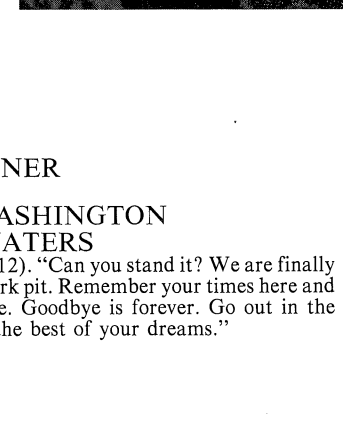 NER
ASHINGTON
ATERS
12). “Can you stand it? We are finally
rk pit. Remember your times here and
e. Goodbye is forever. Go out in the
he best of your dreams.”